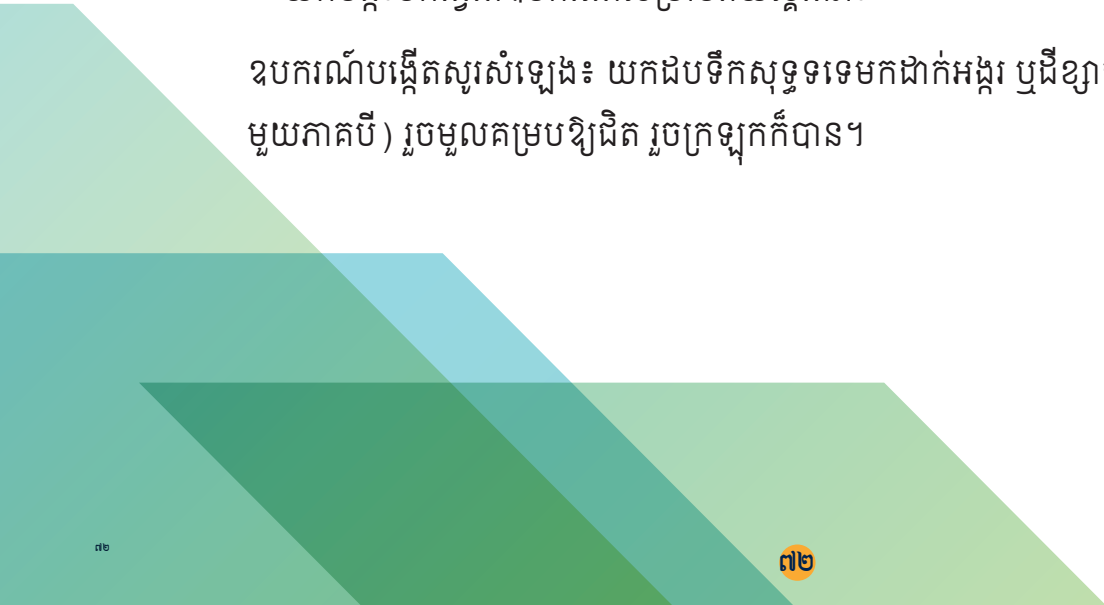 ឧបករណ៍បង្កើតសូរសំឡេង៖ យកដបទឹកសុទ្ធទទេមកដាក់អង្ករ ឬដីខ្សា
មួយភាគបី) រួចមួលគម្របឱ្យជិត រួចក្រឡុកក៏បាន។
៧២
៧២